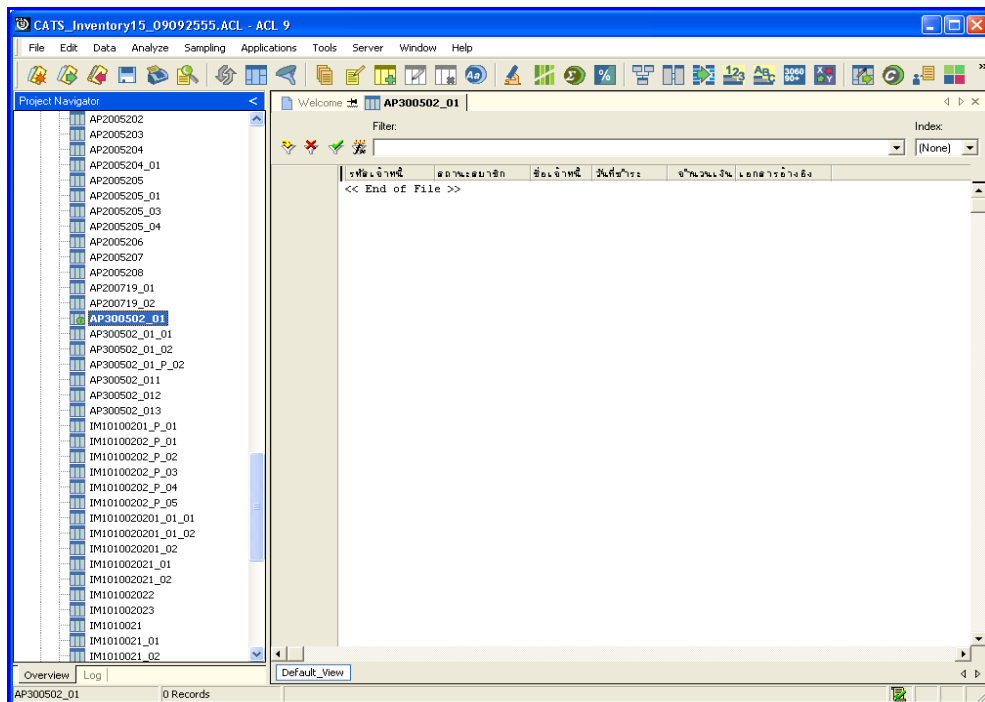 CATS_Inventory15_09092555.ACL - ACL 9
File Edit Data Analyze Sampling Applications Tools Server Window Help
Project Navigator <
Welcome AP300502_01
AP2005202
AP2005203
AP2005204
AP2005204_01
AP2005205
AP2005205_01
AP2005205_03
AP2005205_04
AP2005206
AP2005207
AP2005208
AP200719_01
AP200719_02
AP300502_01
AP300502_01_01
AP300502_01_02
AP300502_01_P_02
AP300502_011
AP300502_012
AP300502_013
IM10100201_P_01
IM10100202_P_01
IM10100202_P_02
IM10100202_P_03
IM10100202_P_04
IM10100202_P_05
IM1010020201_01_01
IM1010020201_01_02
IM1010020201_02
IM101002021_01
IM101002021_02
IM101002022
IM101002023
IM1010021
IM1010021_01
IM1010021_02
Overview Log
Filter: Index:
(None)
รหัสเจ้าหนี้ สถานะสมาชิก ชื่อเจ้าหนี้ วันที่ชำระ จำนวนเงิน เอกสารอ้างอิง
<< End of File >>
Default_View
AP300502_01 0 Records